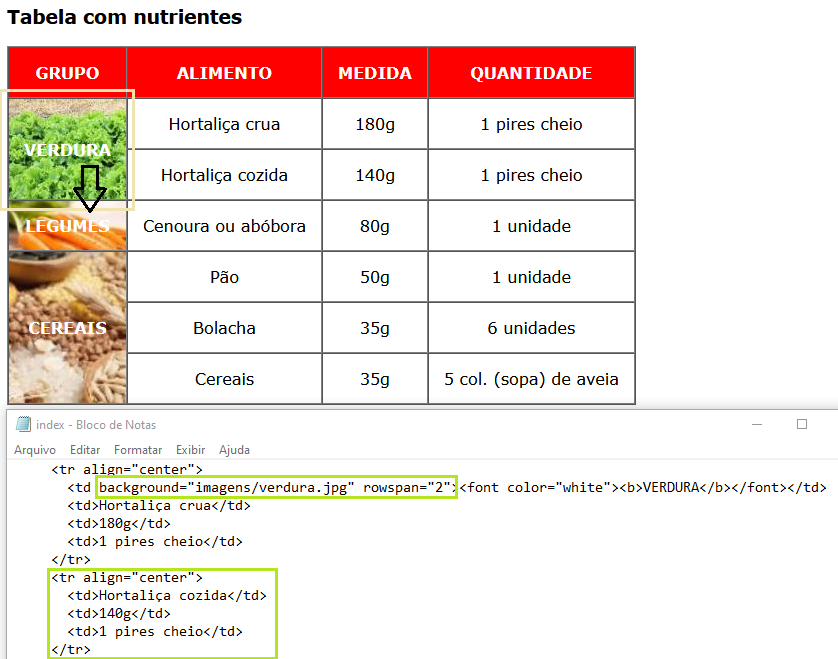 Tabela com nutrientes
GRUPO ALIMENTO MEDIDA QUANTIDADE
VERDURA
Hortaliça crua 180g 1 pires cheio
Hortaliça cozida 140g 1 pires cheio
LEGUMES Cenoura ou abóbora 80g 1 unidade
CEREAIS
Pão 50g 1 unidade
Bolacha 35g 6 unidades
Cereais 35g 5 col. (sopa) de aveia
index - Bloco de Notas
Arquivo Editar Formatar Exibir Ajuda
<tr align="center">
<td background="imagens/verdura.jpg" rowspan="2"><font color="white"><b>VERDURA</b></font></td>
<td>Hortaliça crua</td>
<td>180g</td>
<td>1 pires cheio</td>
</tr>
<tr align="center">
<td>Hortaliça cozida</td>
<td>140g</td>
<td>1 pires cheio</td>
</tr>